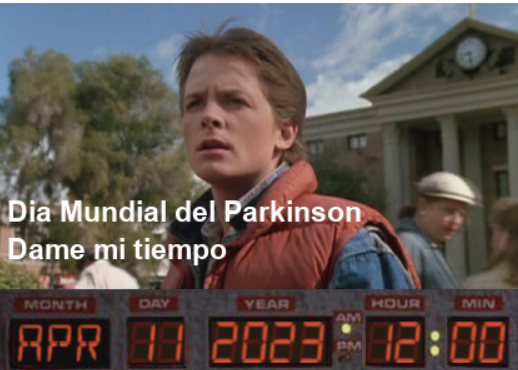 Dia Mundial del Parkinson
Dame mi tiempo
MONTH DAY YEAR AM PM HOUR MIN
APR 11 2023 12:00